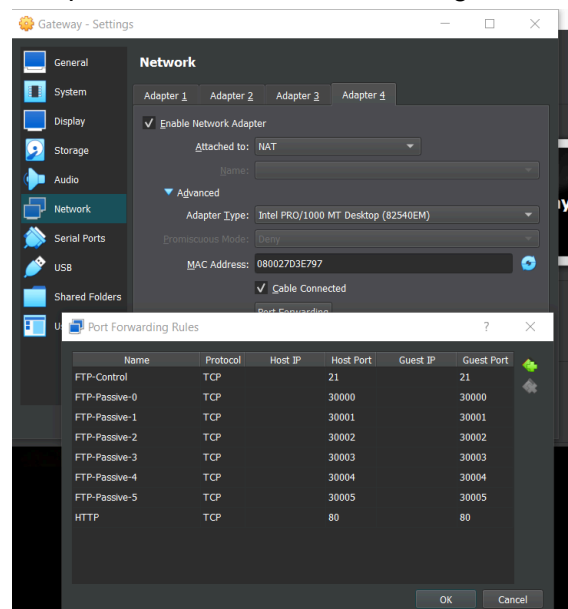 Gateway - Settings
General
System
Display
Storage
Audio
Network
Serial Ports
USB
Shared Folders
Network
Adapter 1 Adapter 2 Adapter 3 Adapter 4
Enable Network Adapter
Attached to: NAT
Name:
Advanced
Adapter Type: Intel PRO/1000 MT Desktop (82540EM)
Promiscuous Mode: Deny
MAC Address: 080027D3E797
Cable Connected
Port Forwarding
Port Forwarding Rules ?
Name Protocol Host IP Host Port Guest IP Guest Port
FTP-Control TCP 21 21
FTP-Passive-0 TCP 30000 30000
FTP-Passive-1 TCP 30001 30001
FTP-Passive-2 TCP 30002 30002
FTP-Passive-3 TCP 30003 30003
FTP-Passive-4 TCP 30004 30004
FTP-Passive-5 TCP 30005 30005
HTTP TCP 80 80
OK Cancel